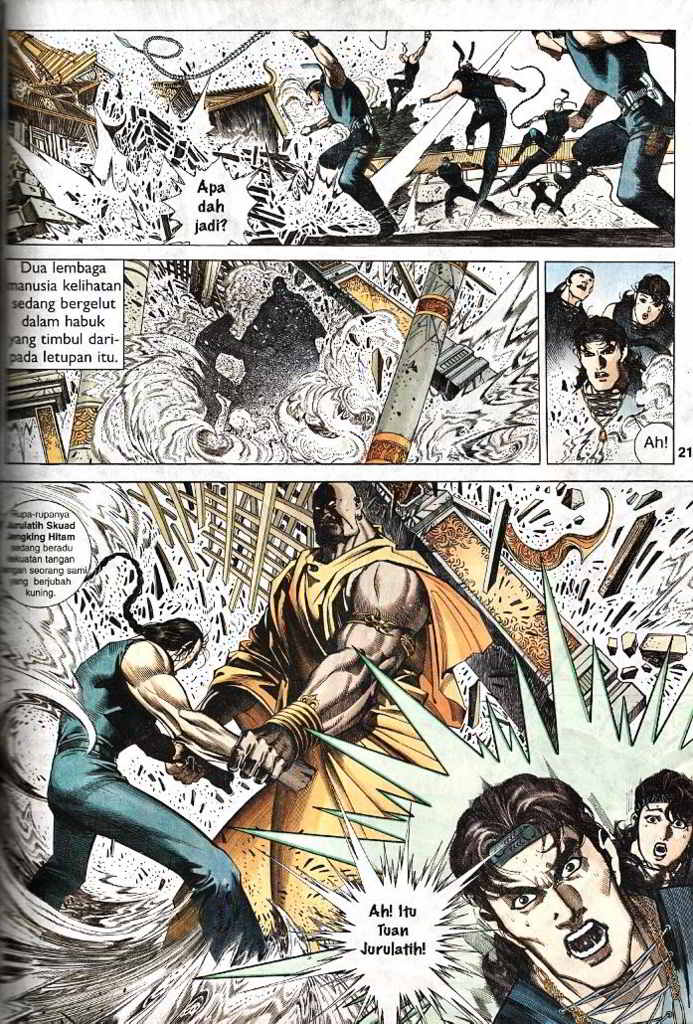 Apa
dah
jadi?
Dua lembaga
manusia kelihatan
sedang bergelut
dalam habuk
yang timbul dari-
pada letupan itu.
Ah!
21
Rupa-rupanya
Jurulatih Skuad
Jengking Hitam
sedang beradu
kekuatan tangan
dengan seorang sami
yang berjubah
kuning.
Ah! Itu
Tuan
Jurulatih!